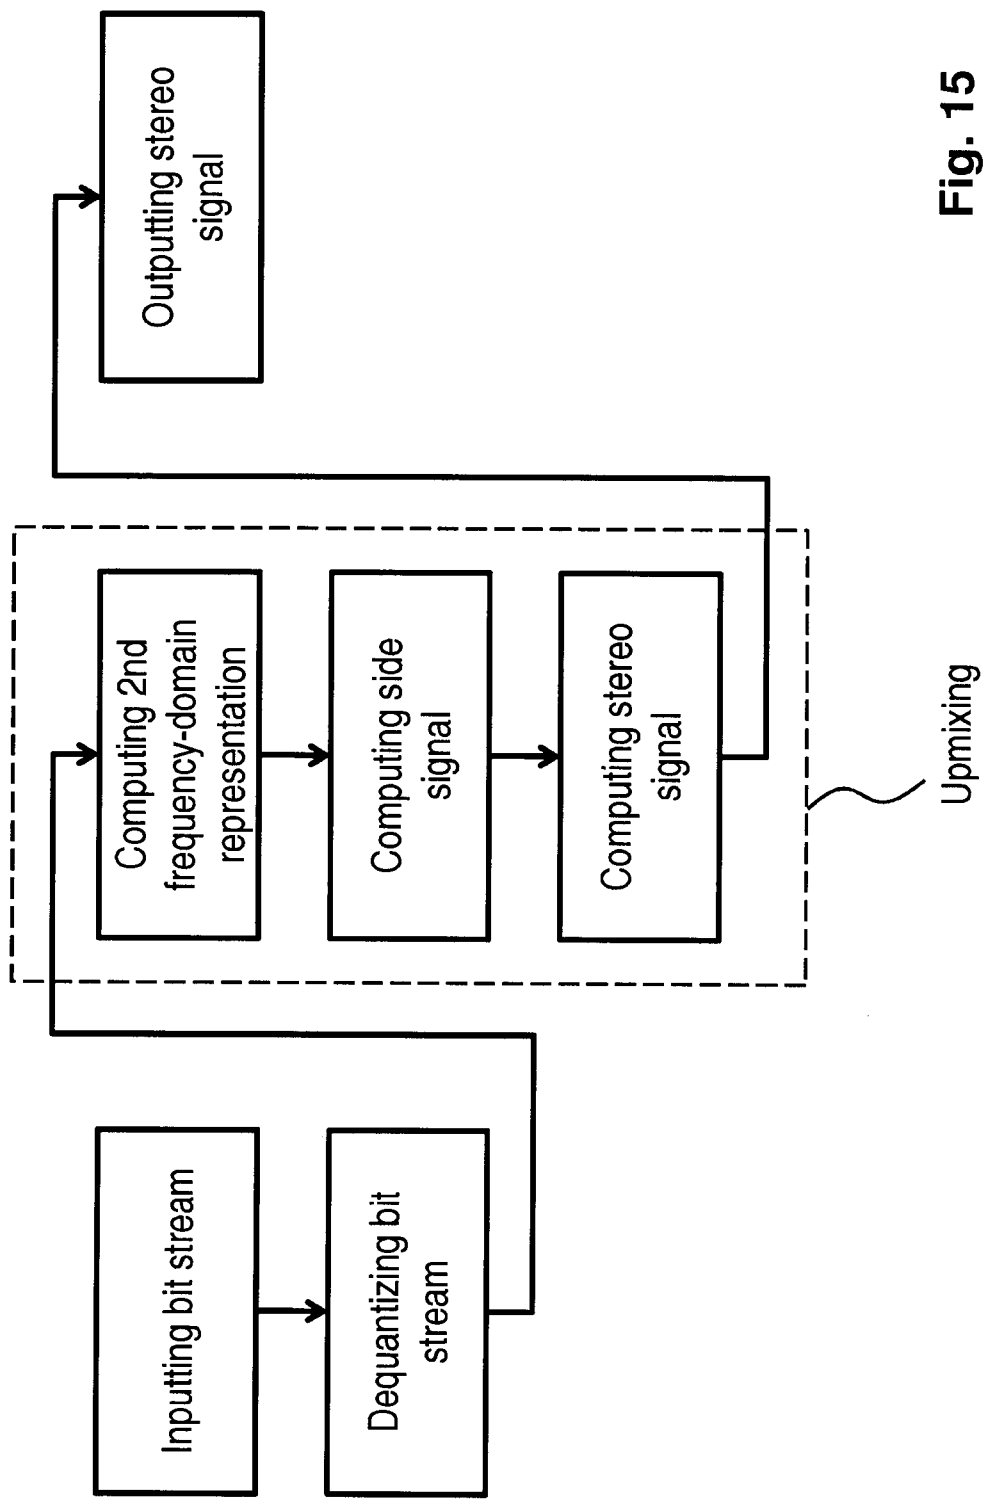 Inputting bit stream
Dequantizing bit
stream
Computing 2nd
frequency-domain
representation
Computing side
signal
Computing stereo
signal
Upmixing
Outputting stereo
signal
Fig. 15